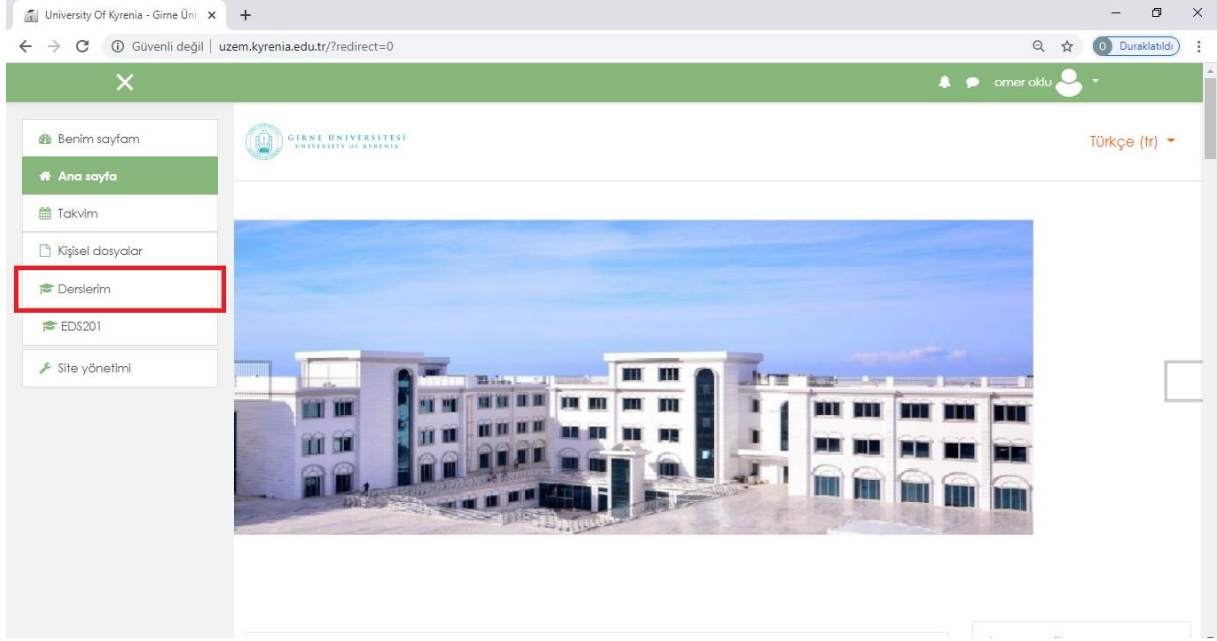 University Of Kyrenia - Girne Üni
Güvenli değil
uzem.kyrenia.edu.tr/?redirect=0
0 Duraklatıldı
omer oklu
Benim sayfam
GİRNE ÜNİVERSİTESİ
UNIVERSITY OF KYRENIA
Türkçe (tr)
Ana sayfa
Takvim
Kişisel dosyalar
Derslerim
EDS201
Site yönetimi